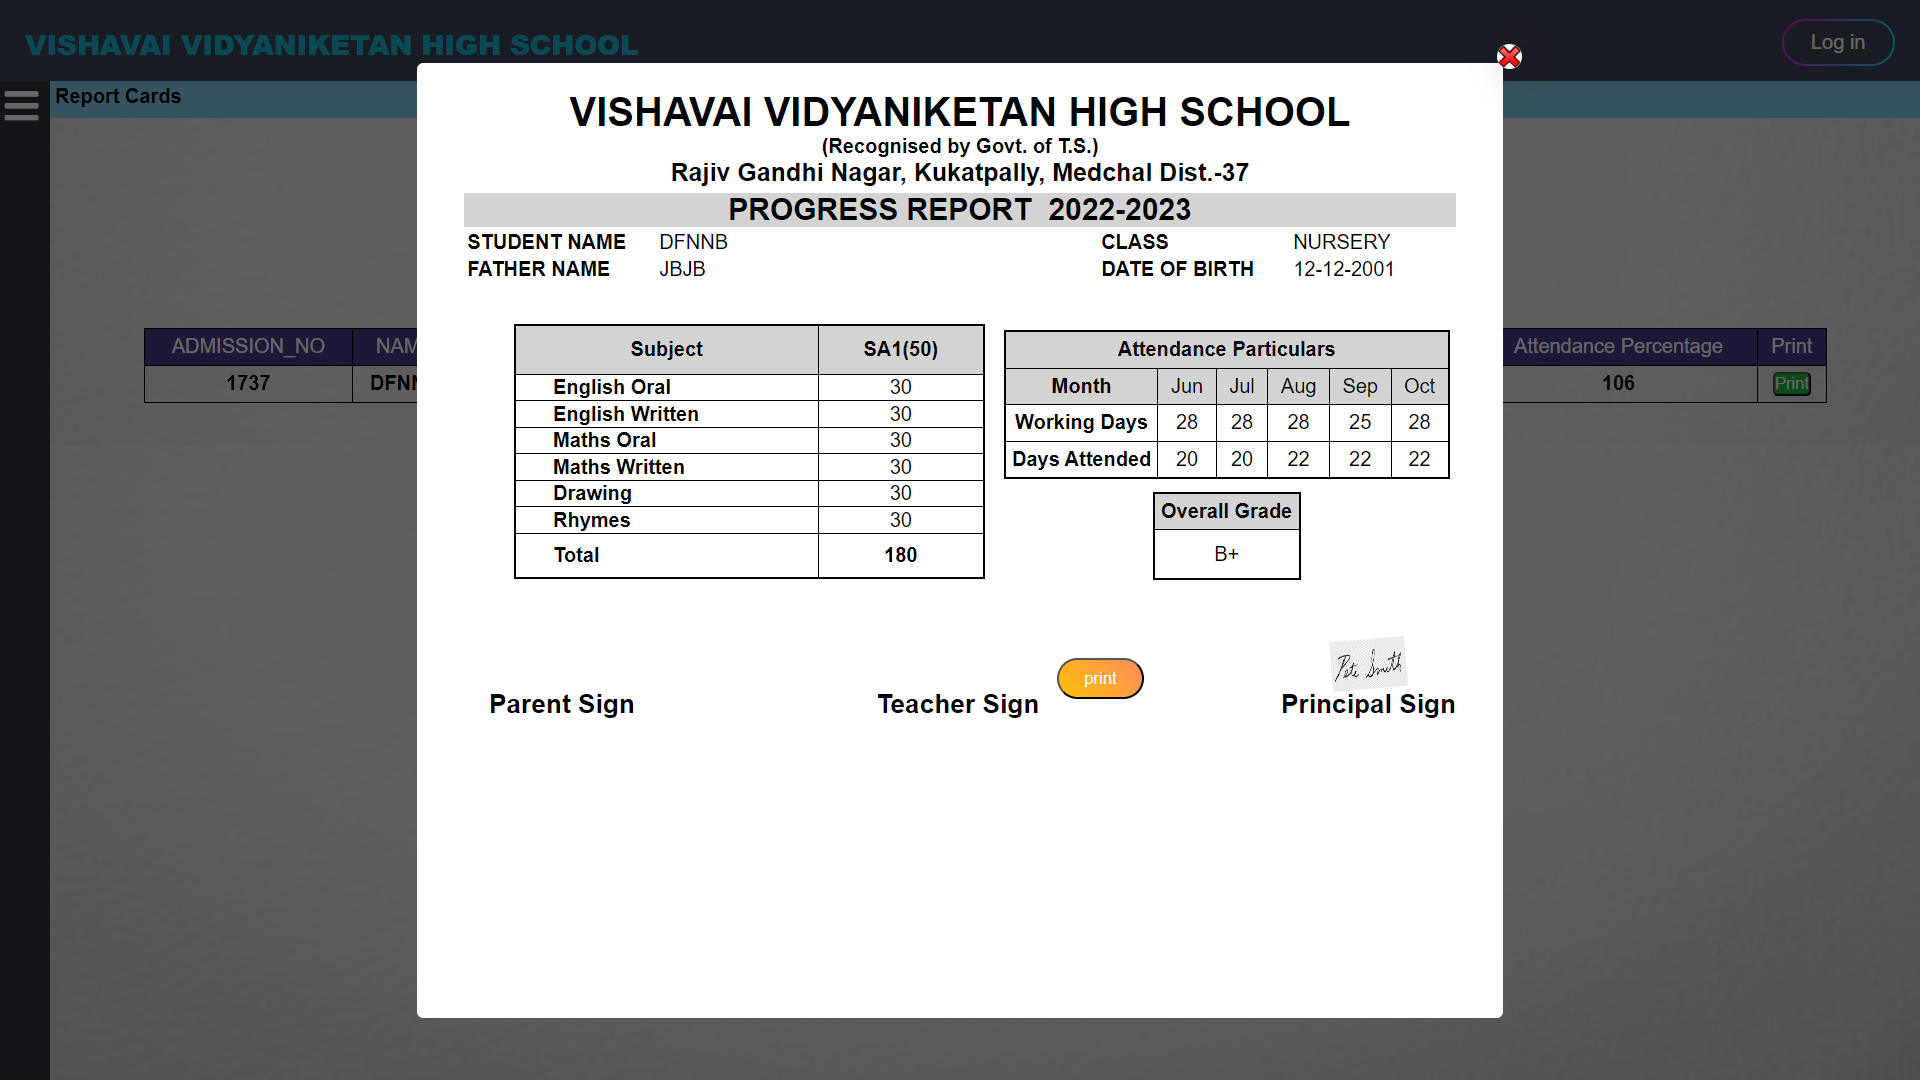 VISHAVAI VIDYANIKETAN HIGH SCHOOL
Log in
Report Cards
VISHAVAI VIDYANIKETAN HIGH SCHOOL
(Recognised by Govt. of T.S.)
Rajiv Gandhi Nagar, Kukatpally, Medchal Dist.-37
PROGRESS REPORT 2022-2023
STUDENT NAME DFNNB CLASS NURSERY
FATHER NAME JBJB DATE OF BIRTH 12-12-2001
ADMISSION_NO Attendance Percentage Print
1737 106 Print
Subject SA1(50)
English Oral 30
English Written 30
Maths Oral 30
Maths Written 30
Drawing 30
Rhymes 30
Total 180
Attendance Particulars
Month Jun Jul Aug Sep Oct
Working Days 28 28 28 25 28
Days Attended 20 20 22 22 22
Overall Grade
B+
Pete Smith
print
Parent Sign Teacher Sign Principal Sign